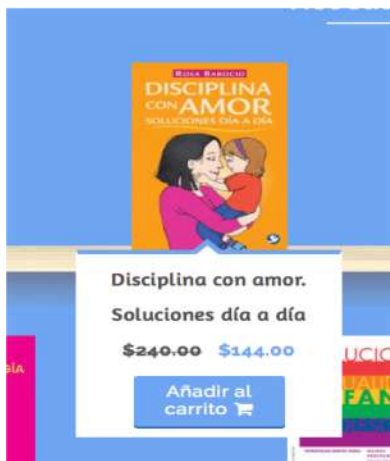 ROSA BAROCIO
DISCIPLINA
CON AMOR
SOLUCIONES DÍA A DÍA
Disciplina con amor.
Soluciones día a día
$240.00 $144.00
Añadir al
carrito